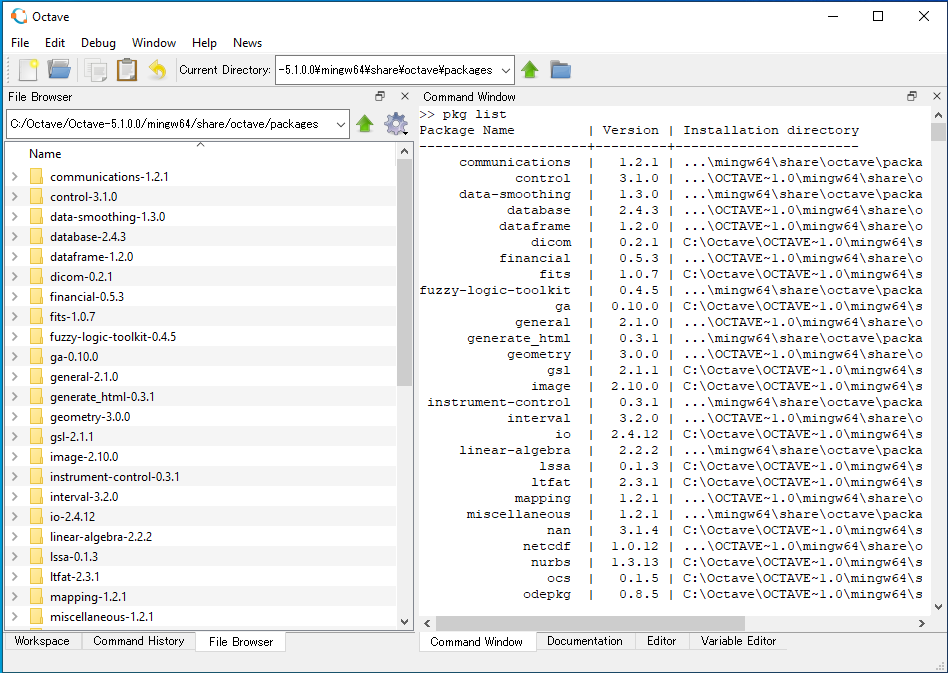 Octave
File Edit Debug Window Help News
Current Directory: -5.1.0.0¥mingw64¥share¥octave¥packages
File Browser
C:/Octave/Octave-5.1.0.0/mingw64/share/octave/packages
Name
communications-1.2.1
control-3.1.0
data-smoothing-1.3.0
database-2.4.3
dataframe-1.2.0
dicom-0.2.1
financial-0.5.3
fits-1.0.7
fuzzy-logic-toolkit-0.4.5
ga-0.10.0
general-2.1.0
generate_html-0.3.1
geometry-3.0.0
gsl-2.1.1
image-2.10.0
instrument-control-0.3.1
interval-3.2.0
io-2.4.12
linear-algebra-2.2.2
lssa-0.1.3
ltfat-2.3.1
mapping-1.2.1
miscellaneous-1.2.1
Workspace Command History File Browser
Command Window
>> pkg list
Package Name | Version | Installation directory
---------------------+---------+-----------------------
communications | 1.2.1 | ...\mingw64\share\octave\packa
control | 3.1.0 | ...\OCTAVE~1.0\mingw64\share\o
data-smoothing | 1.3.0 | ...\mingw64\share\octave\packa
database | 2.4.3 | ...\OCTAVE~1.0\mingw64\share\o
dataframe | 1.2.0 | ...\OCTAVE~1.0\mingw64\share\o
dicom | 0.2.1 | C:\Octave\OCTAVE~1.0\mingw64\s
financial | 0.5.3 | ...\OCTAVE~1.0\mingw64\share\o
fits | 1.0.7 | C:\Octave\OCTAVE~1.0\mingw64\s
fuzzy-logic-toolkit | 0.4.5 | ...\mingw64\share\octave\packa
ga | 0.10.0 | C:\Octave\OCTAVE~1.0\mingw64\s
general | 2.1.0 | ...\OCTAVE~1.0\mingw64\share\o
generate_html | 0.3.1 | ...\mingw64\share\octave\packa
geometry | 3.0.0 | ...\OCTAVE~1.0\mingw64\share\o
gsl | 2.1.1 | C:\Octave\OCTAVE~1.0\mingw64\s
image | 2.10.0 | C:\Octave\OCTAVE~1.0\mingw64\s
instrument-control | 0.3.1 | ...\mingw64\share\octave\packa
interval | 3.2.0 | ...\OCTAVE~1.0\mingw64\share\o
io | 2.4.12 | C:\Octave\OCTAVE~1.0\mingw64\s
linear-algebra | 2.2.2 | ...\mingw64\share\octave\packa
lssa | 0.1.3 | C:\Octave\OCTAVE~1.0\mingw64\s
ltfat | 2.3.1 | C:\Octave\OCTAVE~1.0\mingw64\s
mapping | 1.2.1 | ...\OCTAVE~1.0\mingw64\share\o
miscellaneous | 1.2.1 | ...\mingw64\share\octave\packa
nan | 3.1.4 | C:\Octave\OCTAVE~1.0\mingw64\s
netcdf | 1.0.12 | ...\OCTAVE~1.0\mingw64\share\o
nurbs | 1.3.13 | C:\Octave\OCTAVE~1.0\mingw64\s
ocs | 0.1.5 | C:\Octave\OCTAVE~1.0\mingw64\s
odepkg | 0.8.5 | C:\Octave\OCTAVE~1.0\mingw64\s
Command Window Documentation Editor Variable Editor